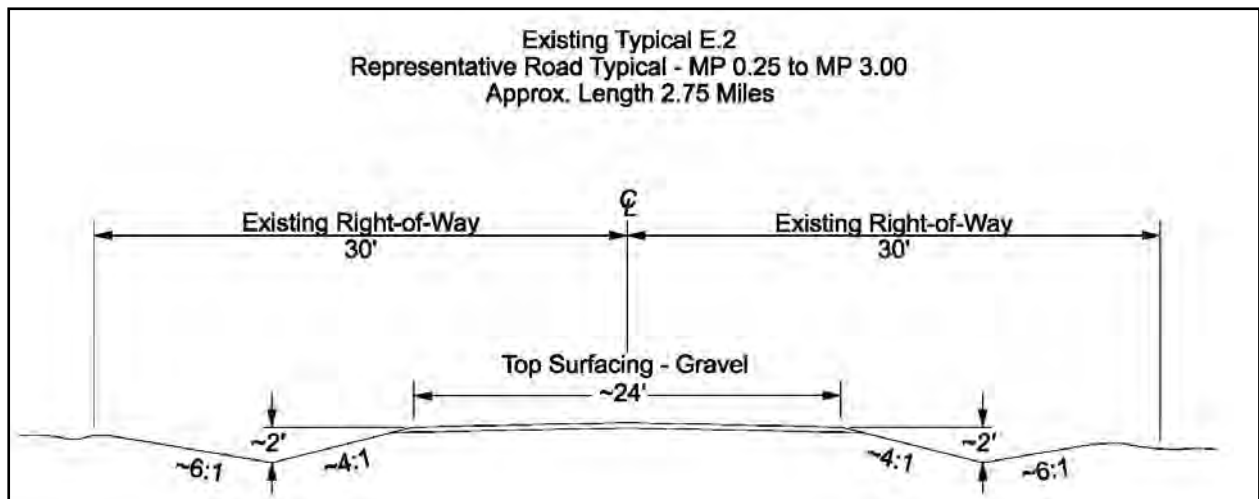 Existing Typical E.2
Representative Road Typical - MP 0.25 to MP 3.00
Approx. Length 2.75 Miles
℄
Existing Right-of-Way
30'
Existing Right-of-Way
30'
Top Surfacing - Gravel
~24'
~2'
~2'
~6:1
~4:1
~4:1
~6:1